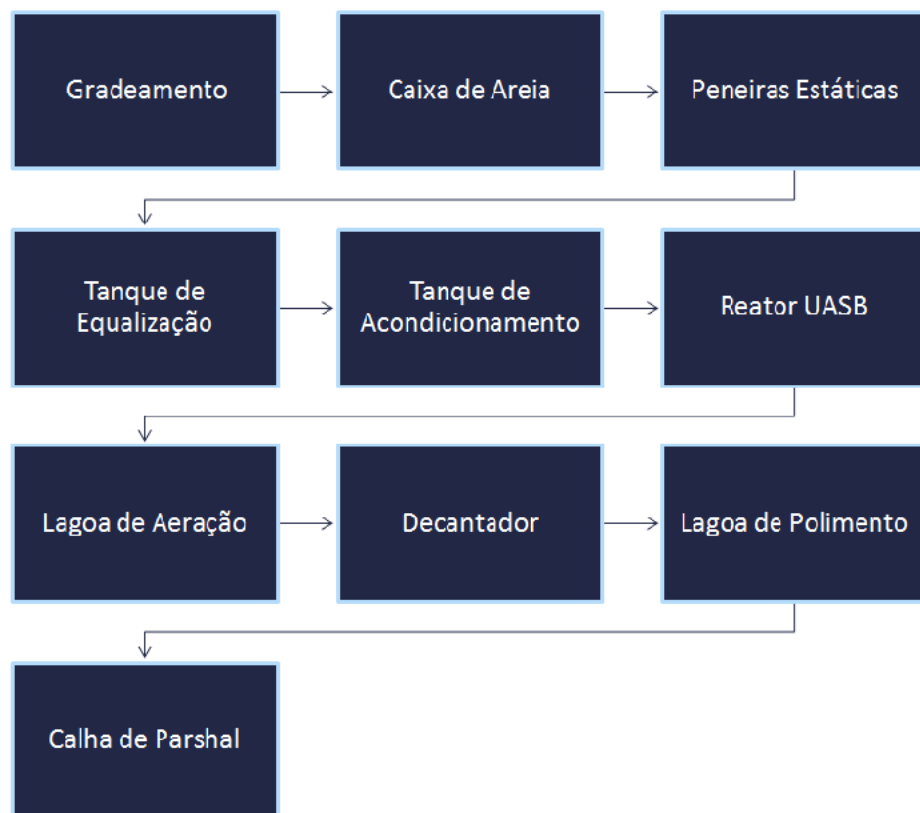 Gradeamento
Caixa de Areia
Peneiras Estáticas
Tanque de
Equalização
Tanque de
Acondicionamento
Reator UASB
Lagoa de Aeração
Decantador
Lagoa de Polimento
Calha de Parshal